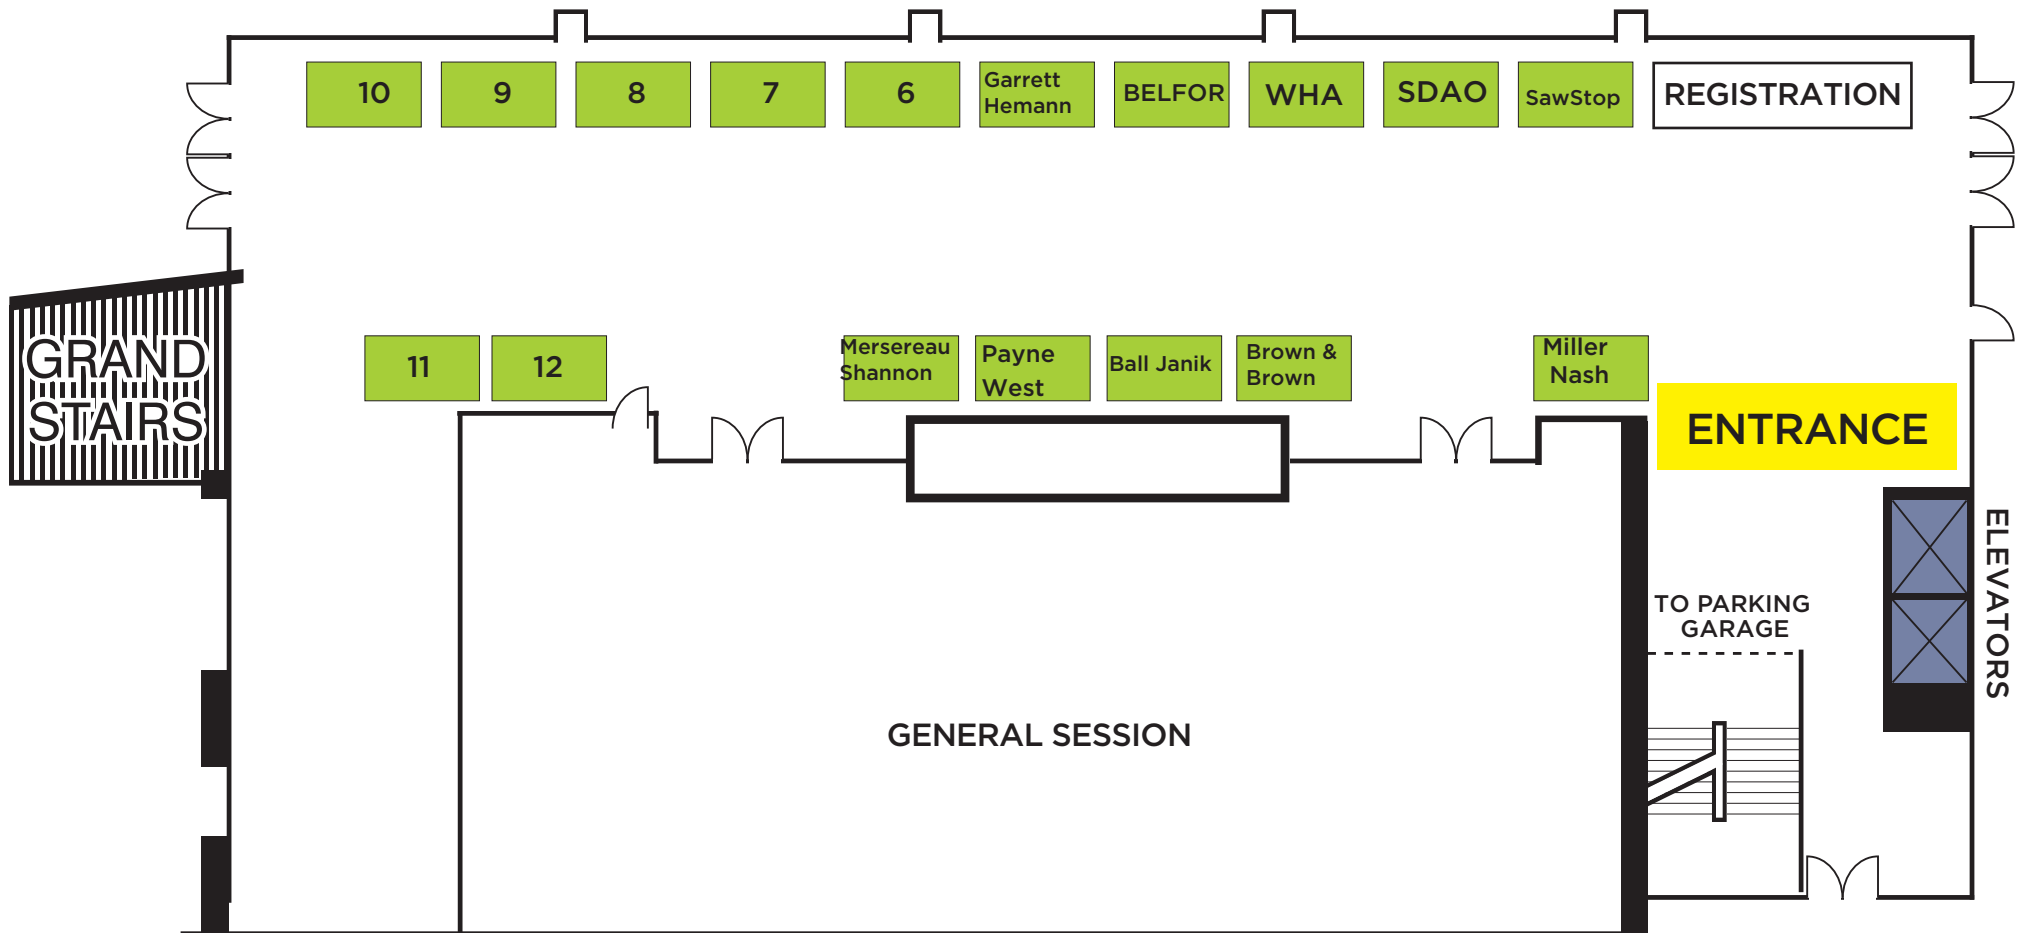 10
9
8
7
6
Garrett
Hemann
BELFOR
WHA
SDAO
SawStop
REGISTRATION
GRAND
STAIRS
11
12
Mersereau
Shannon
Payne
West
Ball Janik
Brown &
Brown
Miller
Nash
ENTRANCE
ELEVATORS
TO PARKING
GARAGE
GENERAL SESSION